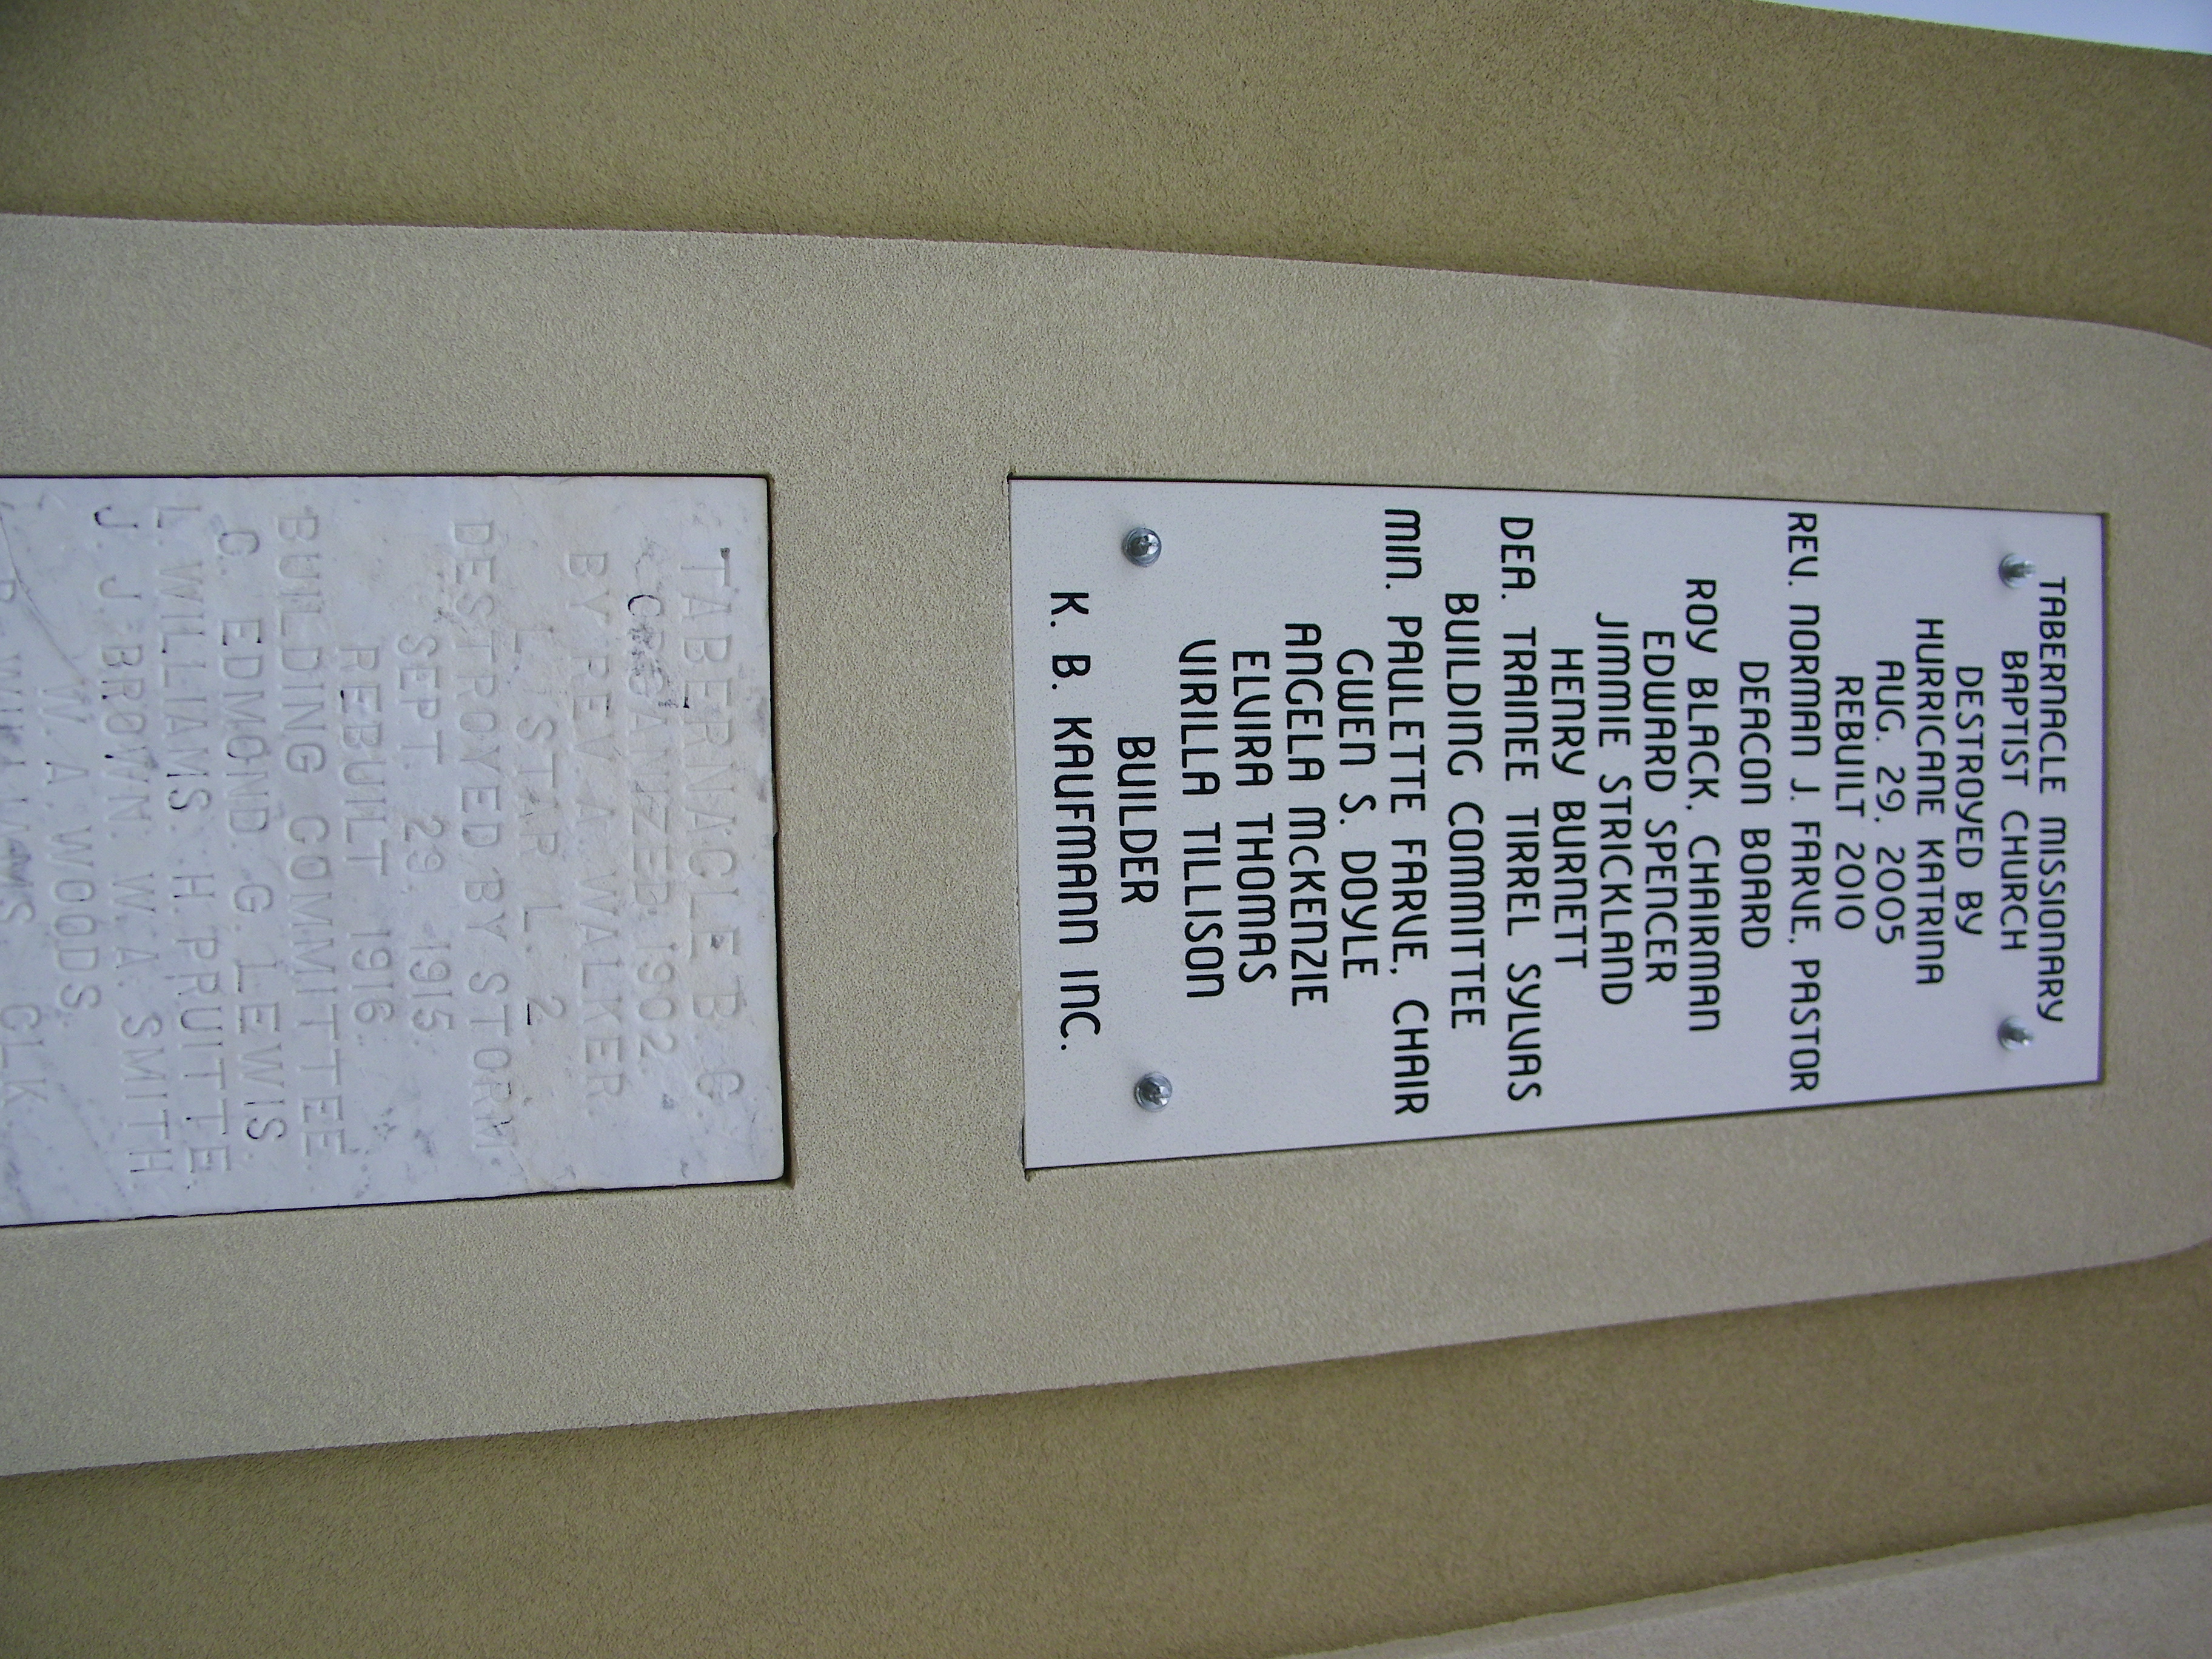 TABERNACLE MISSIONARY
BAPTIST CHURCH
DESTROYED BY
HURRICANE KATRINA
AUG. 29, 2005
REBUILT 2010
REV. NORMAN J. FARVE, PASTOR
DEACON BOARD
ROY BLACK, CHAIRMAN
EDWARD SPENCER
JIMMIE STRICKLAND
HENRY BURNETT
DEA. TRAINEE TIRREL SYLVAS
BUILDING COMMITTEE
MIN. PAULETTE FARVE, CHAIR
GWEN S. DOYLE
ANGELA McKENZIE
ELVIRA THOMAS
VIRILLA TILLISON
BUILDER
K. B. KAUFMANN INC.
TABERNACLE B. C.
ORGANIZED 1902.
BY REV. A. WALKER.
L. STAR L. 2
DESTROYED BY STORM.
SEPT. 29, 1915.
REBUILT 1916.
BUILDING COMMITTEE.
C. EDMOND. G. LEWIS.
L. WILLIAMS. H. PRUITTE
J. J. BROWN. W. A. SMITH
W. A. WOODS.
WILLIAMS. CLK.